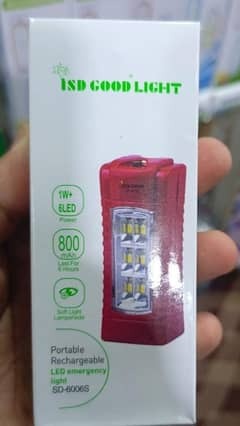 ISD GOOD LIGHT
1W+
6LED
Power
800
mAh
Last For
6 Hours
Soft Light
Lampshade
Portable
Rechargeable
LED emergency
light
SD-6006S